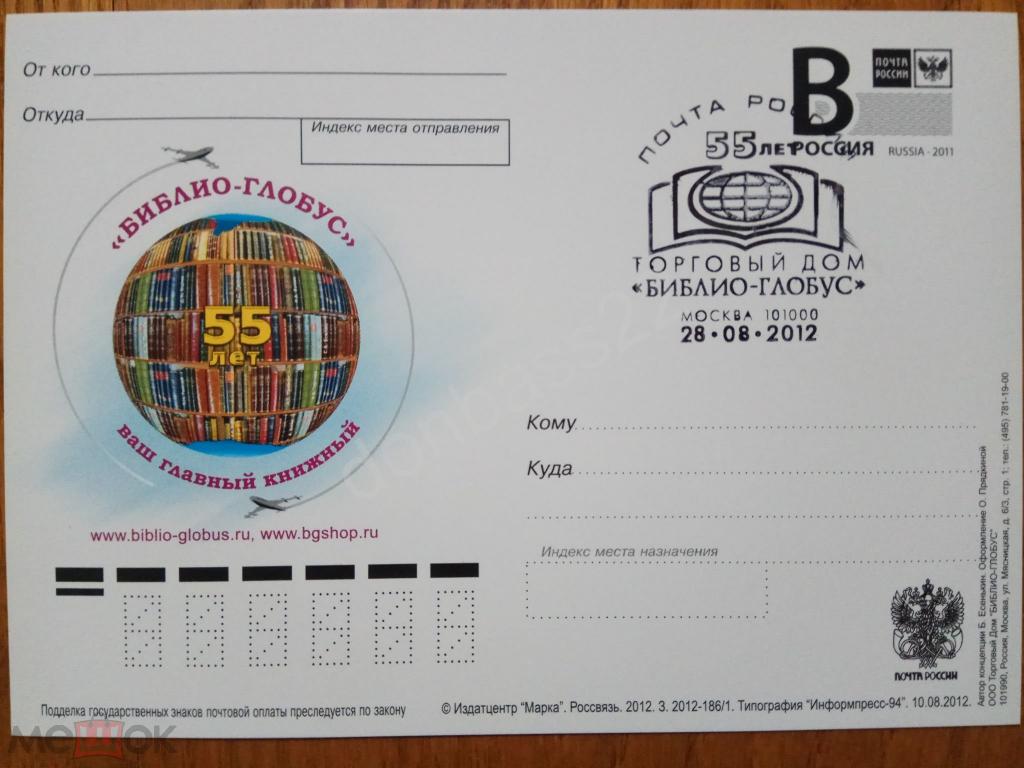 От кого
Откуда
Индекс места отправления
«БИБЛИО-ГЛОБУС»
55
лет
ваш главный книжный
www.biblio-globus.ru, www.bgshop.ru
B
ПОЧТА
РОССИИ
RUSSIA · 2011
РОССИЯ
ПОЧТА РОССИИ
55 ЛЕТ
ТОРГОВЫЙ ДОМ
«БИБЛИО-ГЛОБУС»
МОСКВА 101000
28•08•2012
Кому
Куда
Индекс места назначения
ПОЧТА РОССИИ
Автор концепции Б. Есенькин. Оформление О. Прядкиной
ООО Торговый Дом "БИБЛИО-ГЛОБУС"
101990, Россия, Москва, ул. Мясницкая, д. 6/3, стр. 1; тел.: (495) 781-19-00
Подделка государственных знаков почтовой оплаты преследуется по закону
© Издатцентр "Марка". Россвязь. 2012. З. 2012-186/1. Типография "Информпресс-94". 10.08.2012.
мешок